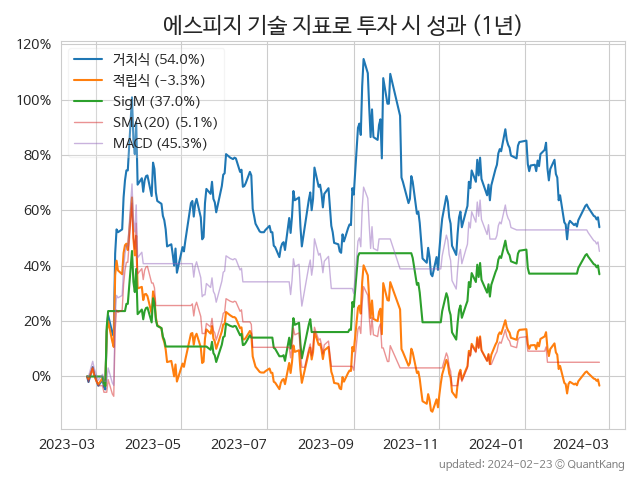 에스피지 기술 지표로 투자 시 성과 (1년)
120%
100%
80%
60%
40%
20%
0%
거치식 (54.0%)
적립식 (-3.3%)
SigM (37.0%)
SMA(20) (5.1%)
MACD (45.3%)
2023-03 2023-05 2023-07 2023-09 2023-11 2024-01 2024-03
updated: 2024-02-23 © QuantKang